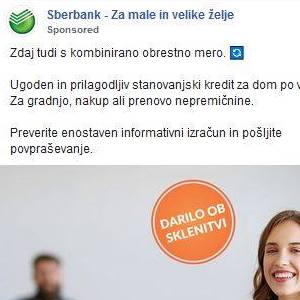 Sberbank - Za male in velike želje
Sponsored
Zdaj tudi s kombinirano obrestno mero.
Ugoden in prilagodljiv stanovanjski kredit za dom po
Za gradnjo, nakup ali prenovo nepremičnine.
Preverite enostaven informativni izračun in pošljite
povpraševanje.
DARILO OB
SKLENITVI